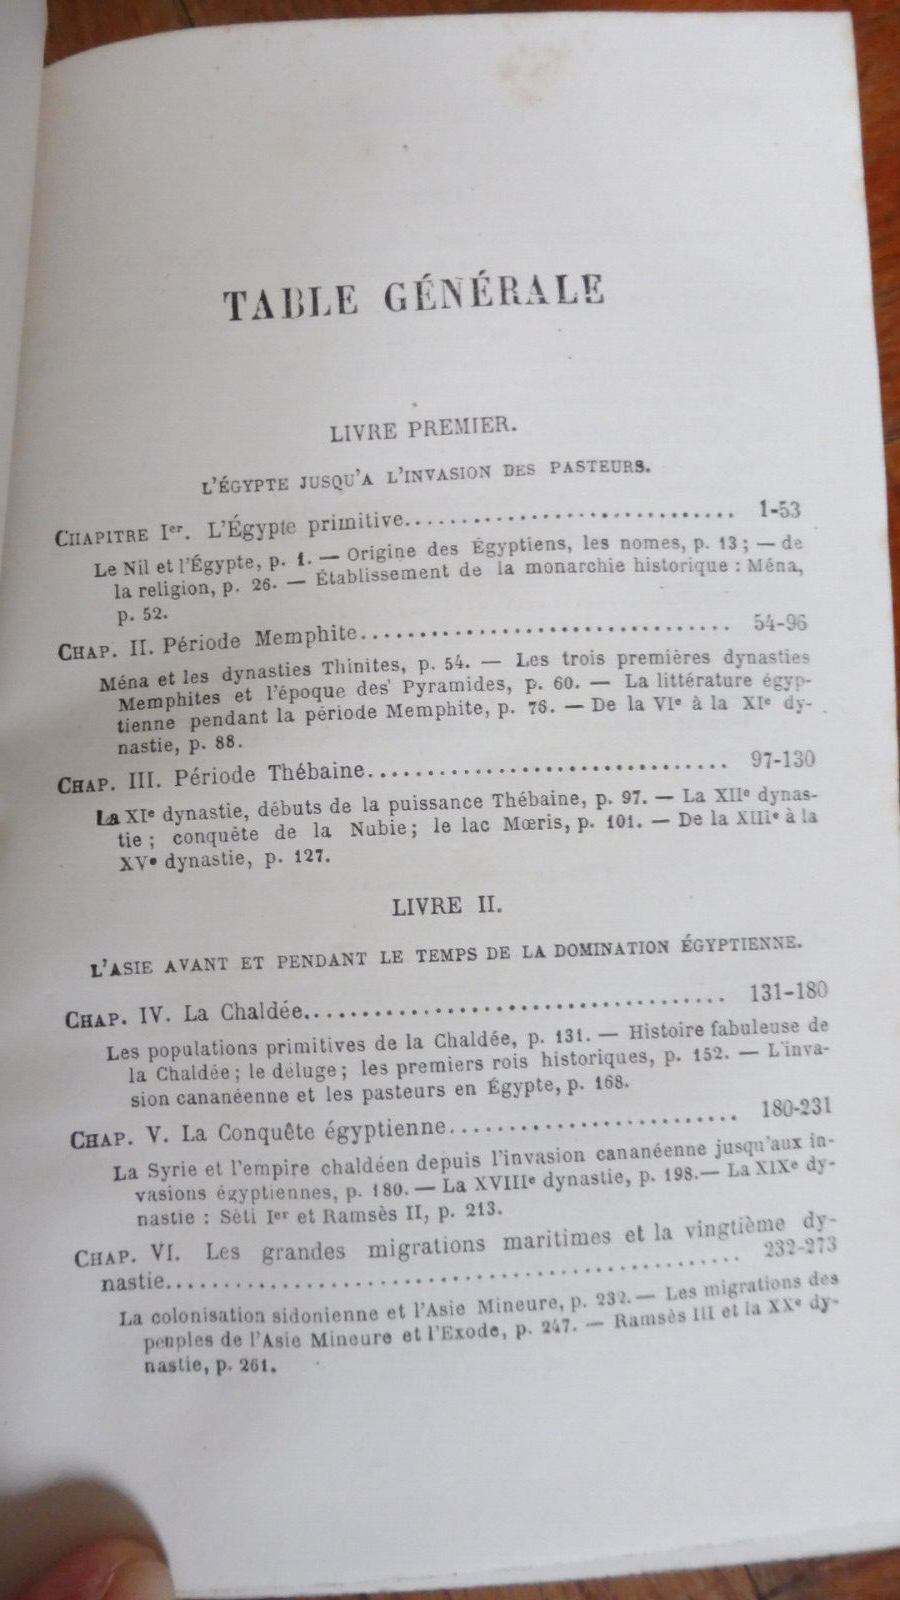 TABLE GÉNÉRALE
LIVRE PREMIER.
L'ÉGYPTE JUSQU'A L'INVASION DES PASTEURS.
CHAPITRE Ier. L'Égypte primitive.................................. 1-53
Le Nil et l'Égypte, p. 1. — Origine des Égyptiens, les nomes, p. 13; — de
la religion, p. 26. — Établissement de la monarchie historique : Ména,
p. 52.
CHAP. II. Période Memphite.................................. 54-96
Ména et les dynasties Thinites, p. 54. — Les trois premières dynasties
Memphites et l'époque des Pyramides, p. 60. — La littérature égyp-
tienne pendant la période Memphite, p. 76. — De la VIe à la XIe dy-
nastie, p. 88.
CHAP. III. Période Thébaine.................................. 97-130
La XIe dynastie, débuts de la puissance Thébaine, p. 97. — La XIIe dynas-
tie ; conquête de la Nubie; le lac Mœris, p. 101. — De la XIIIe à la
XVe dynastie, p. 127.
LIVRE II.
L'ASIE AVANT ET PENDANT LE TEMPS DE LA DOMINATION ÉGYPTIENNE.
CHAP. IV. La Chaldée.................................. 131-180
Les populations primitives de la Chaldée, p. 131. — Histoire fabuleuse de
la Chaldée ; le déluge ; les premiers rois historiques, p. 152. — L'inva-
sion cananéenne et les pasteurs en Égypte, p. 168.
CHAP. V. La Conquête égyptienne.......................... 180-231
La Syrie et l'empire chaldéen depuis l'invasion cananéenne jusqu'aux in-
vasions égyptiennes, p. 180. — La XVIIIe dynastie, p. 198. — La XIXe dy-
nastie : Séti Ier et Ramsès II, p. 213.
CHAP. VI. Les grandes migrations maritimes et la vingtième dy-
nastie.................................................. 232-273
La colonisation sidonienne et l'Asie Mineure, p. 232. — Les migrations des
peuples de l'Asie Mineure et l'Exode, p. 247. — Ramsès III et la XXe dy-
nastie, p. 261.